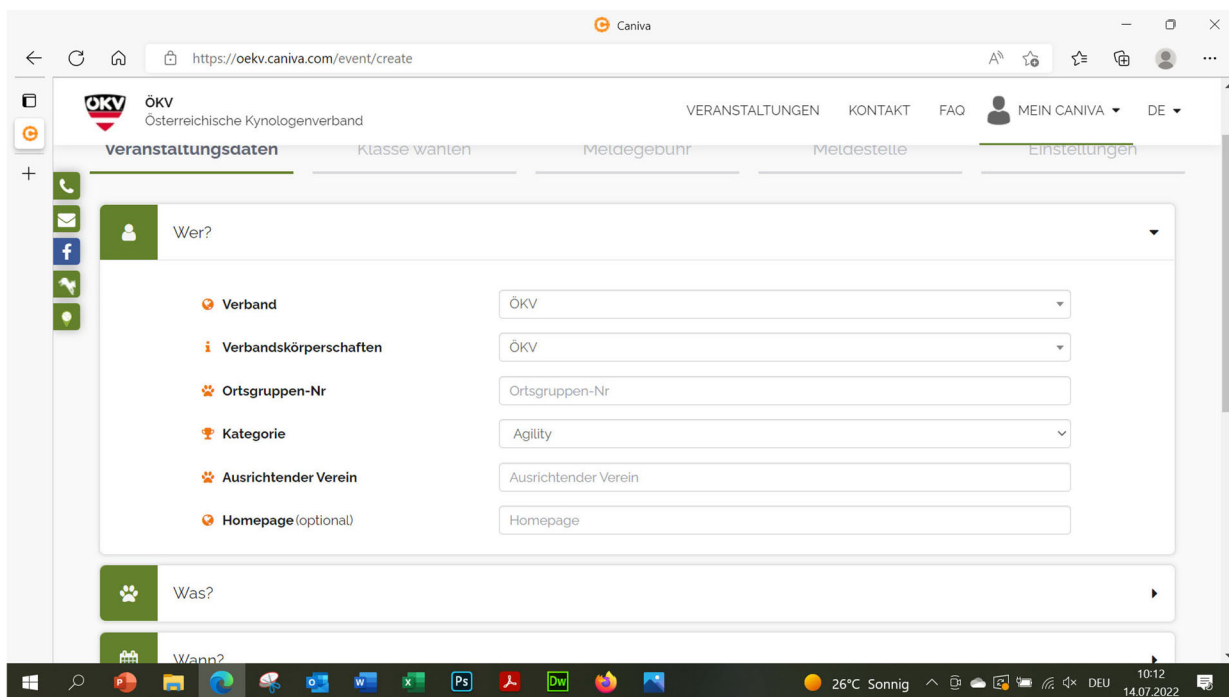 Caniva
https://oekv.caniva.com/event/create
ÖKV
ÖKV
Österreichische Kynologenverband
VERANSTALTUNGEN KONTAKT FAQ MEIN CANIVA DE
Veranstaltungsdaten Klasse wählen Meldegebühr Meldestelle Einstellungen
Wer?
Verband ÖKV
Verbandskörperschaften ÖKV
Ortsgruppen-Nr Ortsgruppen-Nr
Kategorie Agility
Ausrichtender Verein Ausrichtender Verein
Homepage (optional) Homepage
Was?
Wann?
26°C Sonnig DEU 10:12
14.07.2022